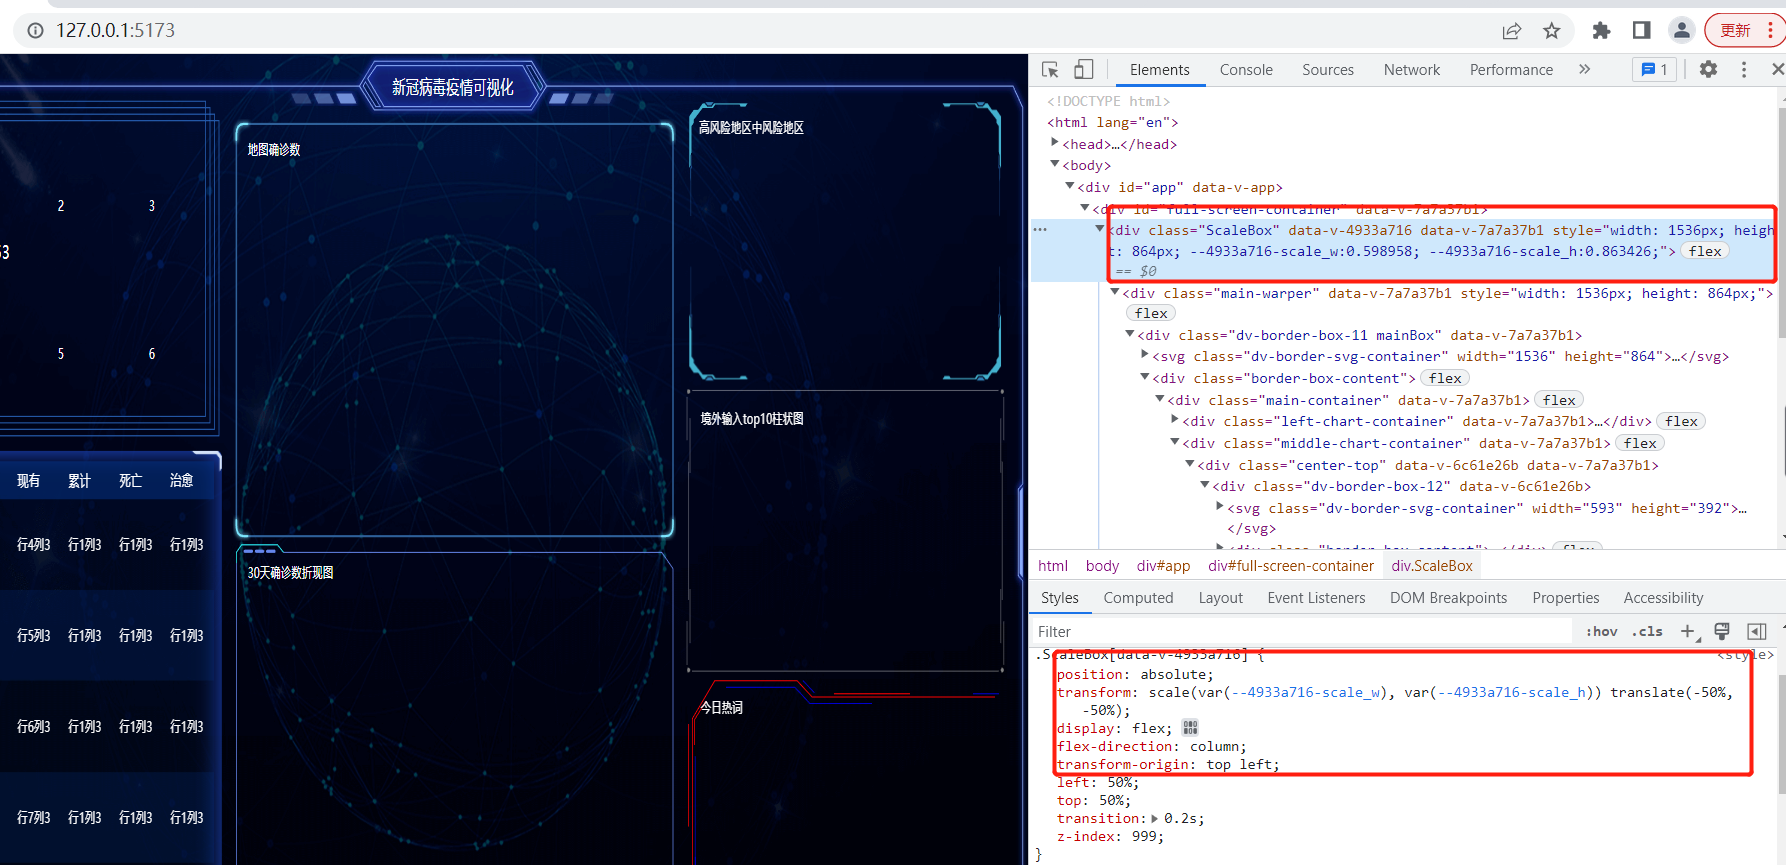 127.0.0.1:5173
更新
新冠病毒疫情可视化
地图确诊数
高风险地区中风险地区
2 3
53
5 6
境外输入top10柱状图
现有 累计 死亡 治愈
行4列3 行1列3 行1列3 行1列3
30天确诊数折现图
行5列3 行1列3 行1列3 行1列3
今日热词
行6列3 行1列3 行1列3 行1列3
行7列3 行1列3 行1列3 行1列3
Elements Console Sources Network Performance » 1
<!DOCTYPE html>
<html lang="en">
<head>…</head>
<body>
<div id="app" data-v-app>
<div id="full-screen-container" data-v-7a7a37b1>
<div class="ScaleBox" data-v-4933a716 data-v-7a7a37b1 style="width: 1536px; heigh
t: 864px; --4933a716-scale_w:0.598958; --4933a716-scale_h:0.863426;"> flex
== $0
<div class="main-warper" data-v-7a7a37b1 style="width: 1536px; height: 864px;">
flex
<div class="dv-border-box-11 mainBox" data-v-7a7a37b1>
<svg class="dv-border-svg-container" width="1536" height="864">…</svg>
<div class="border-box-content"> flex
<div class="main-container" data-v-7a7a37b1> flex
<div class="left-chart-container" data-v-7a7a37b1>…</div> flex
<div class="middle-chart-container" data-v-7a7a37b1> flex
<div class="center-top" data-v-6c61e26b data-v-7a7a37b1>
<div class="dv-border-box-12" data-v-6c61e26b>
<svg class="dv-border-svg-container" width="593" height="392">…
</svg>
<div class="border-box-content">…</div> flex
html body div#app div#full-screen-container div.ScaleBox
Styles Computed Layout Event Listeners DOM Breakpoints Properties Accessibility
Filter :hov .cls
.ScaleBox[data-v-4933a716] { <style>
position: absolute;
transform: scale(var(--4933a716-scale_w), var(--4933a716-scale_h)) translate(-50%,
-50%);
display: flex;
flex-direction: column;
transform-origin: top left;
left: 50%;
top: 50%;
transition: 0.2s;
z-index: 999;
}